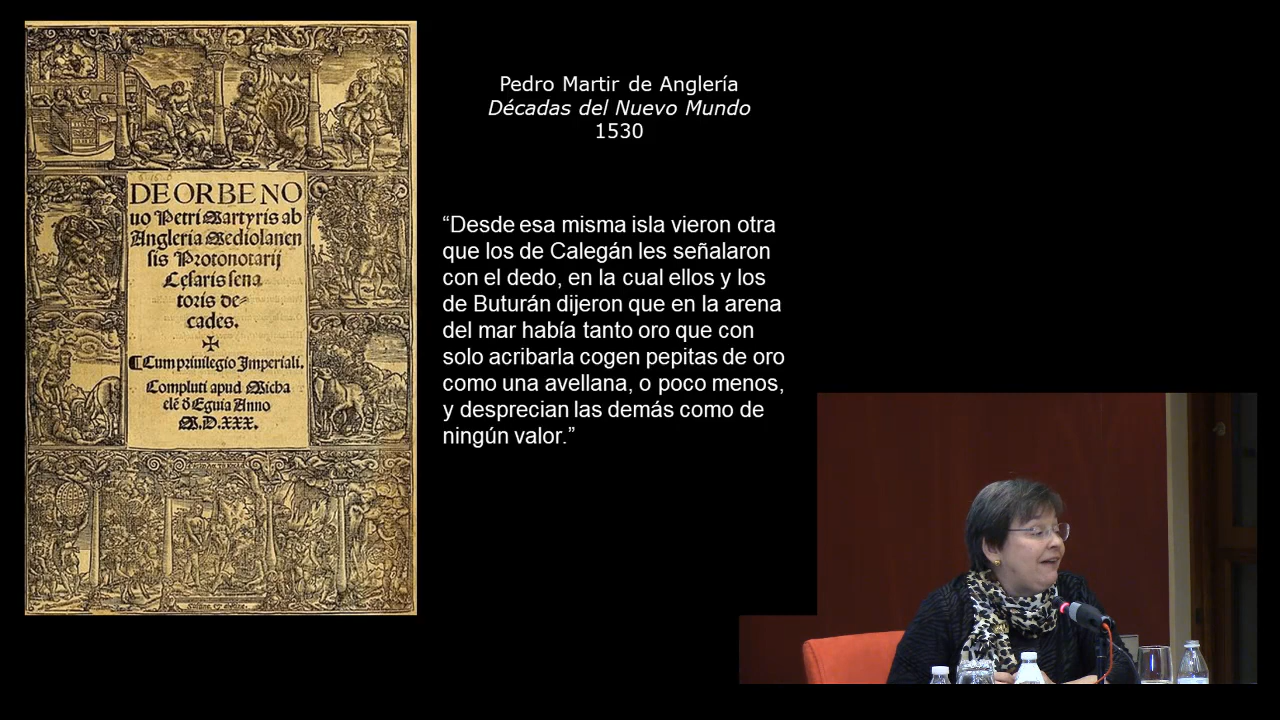 DE ORBE NO
uo Petri Martyris ab
Angleria Mediolanen
sis Protonotarij
Cęsaris sena
toris de-
cades.
Cum priuilegio Imperiali.
Compluti apud Micha
elẽ d Eguia Anno
M.D.XXX.
Pedro Martir de Anglería
Décadas del Nuevo Mundo
1530
“Desde esa misma isla vieron otra
que los de Calegán les señalaron
con el dedo, en la cual ellos y los
de Buturán dijeron que en la arena
del mar había tanto oro que con
solo acribarla cogen pepitas de oro
como una avellana, o poco menos,
y desprecian las demás como de
ningún valor.”